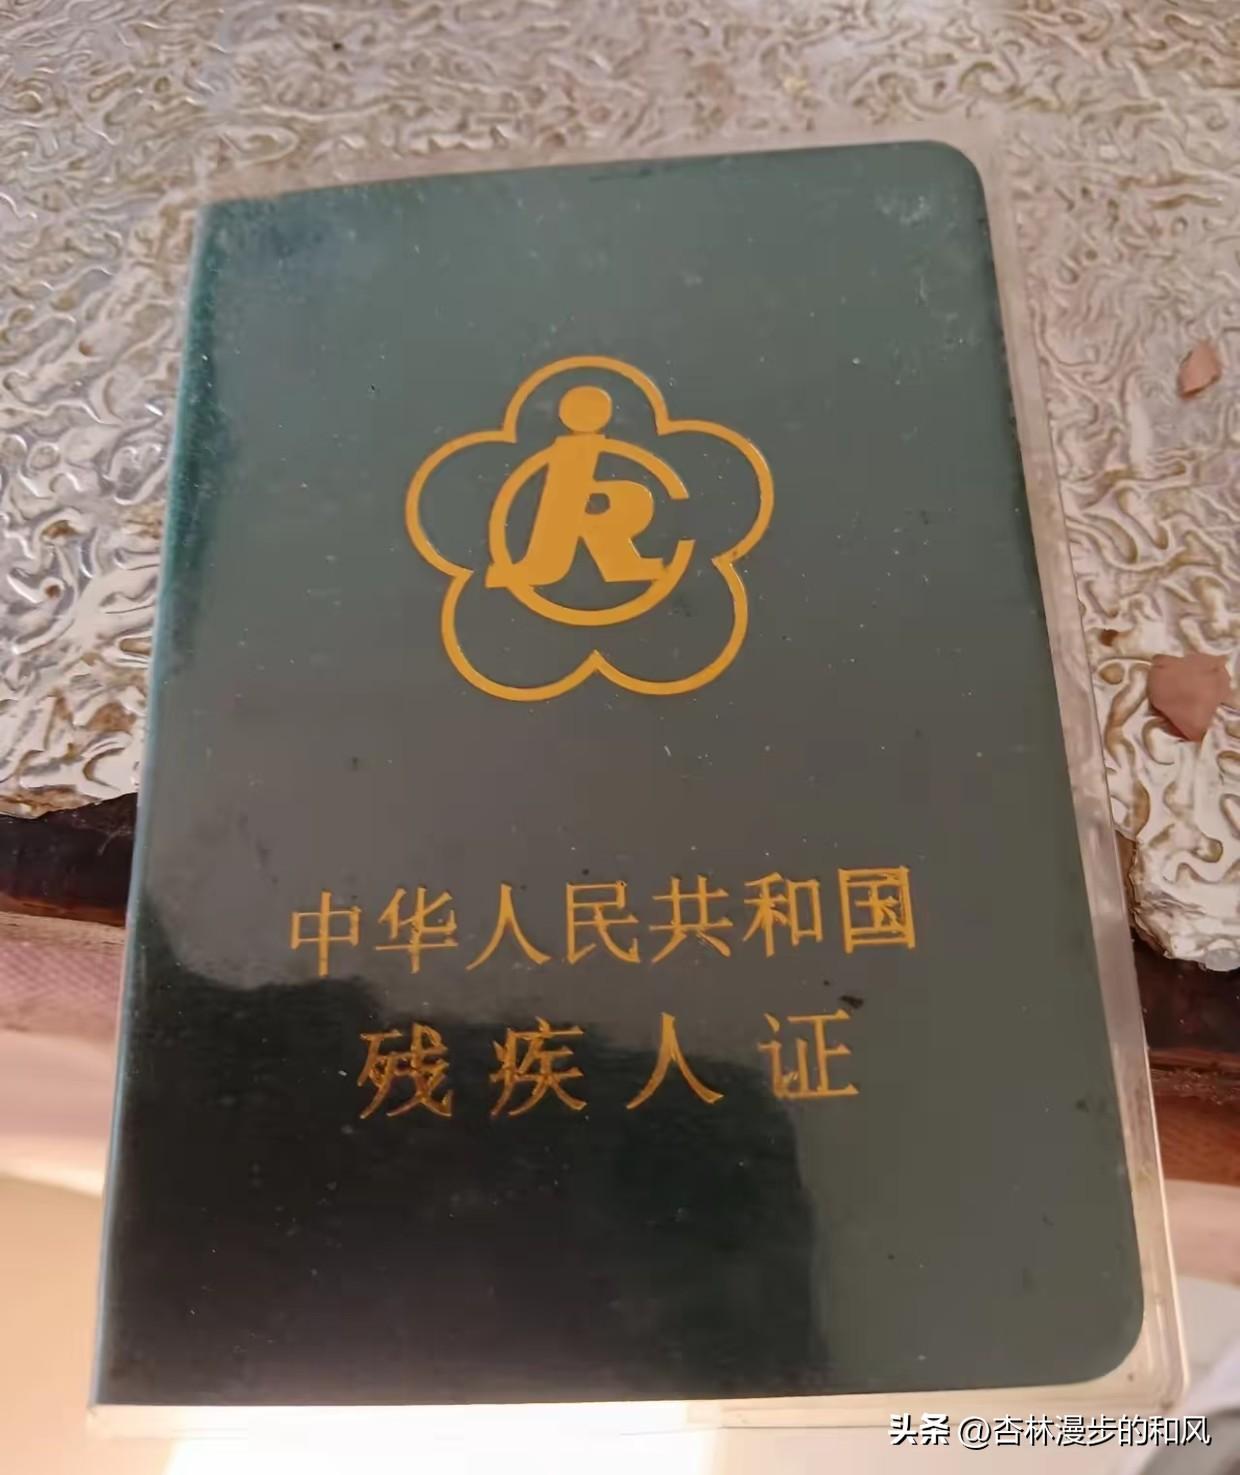 中华人民共和国
残疾人证
头条 @杏林漫步的和风